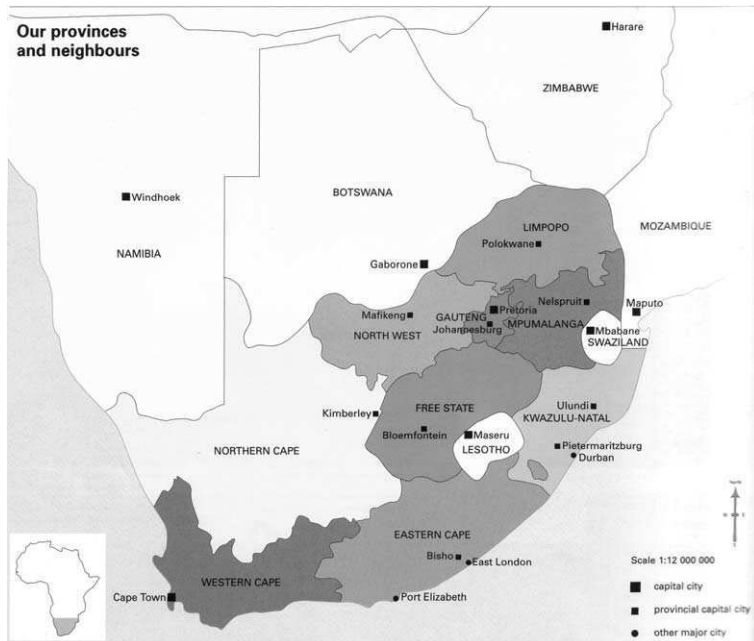 Our provinces
and neighbours
Harare
ZIMBABWE
BOTSWANA
Windhoek
NAMIBIA
LIMPOPO
Polokwane
MOZAMBIQUE
Gaborone
Mafikeng
NORTH WEST
GAUTENG
Pretoria
Johannesburg
Nelspruit
MPUMALANGA
Maputo
Mbabane
SWAZILAND
Kimberley
FREE STATE
Bloemfontein
Maseru
LESOTHO
Ulundi
KWAZULU-NATAL
Pietermaritzburg
Durban
NORTHERN CAPE
EASTERN CAPE
Bisho
East London
WESTERN CAPE
Cape Town
Port Elizabeth
Scale 1:12 000 000
capital city
provincial capital city
other major city